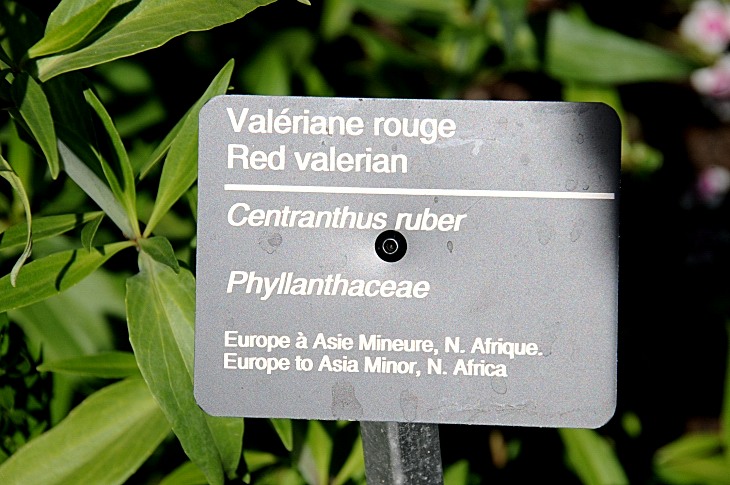 Valériane rouge
Red valerian
Centranthus ruber
Phyllanthaceae
Europe à Asie Mineure, N. Afrique.
Europe to Asia Minor, N. Africa